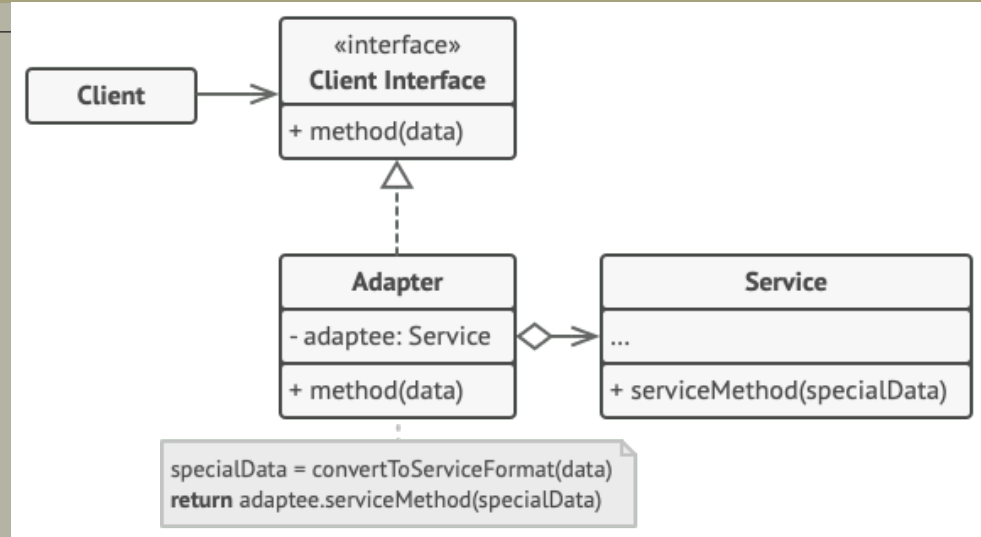 Client
«interface»
Client Interface
+ method(data)
Adapter
- adaptee: Service
+ method(data)
Service
...
+ serviceMethod(specialData)
specialData = convertToServiceFormat(data)
return adaptee.serviceMethod(specialData)